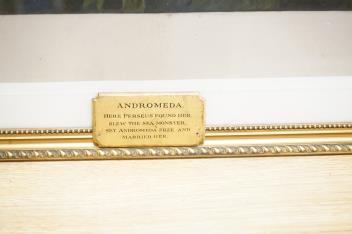 ANDROMEDA.
HERE PERSEUS FOUND HER,
SLEW THE SEA MONSTER,
SET ANDROMEDA FREE AND
MARRIED HER.